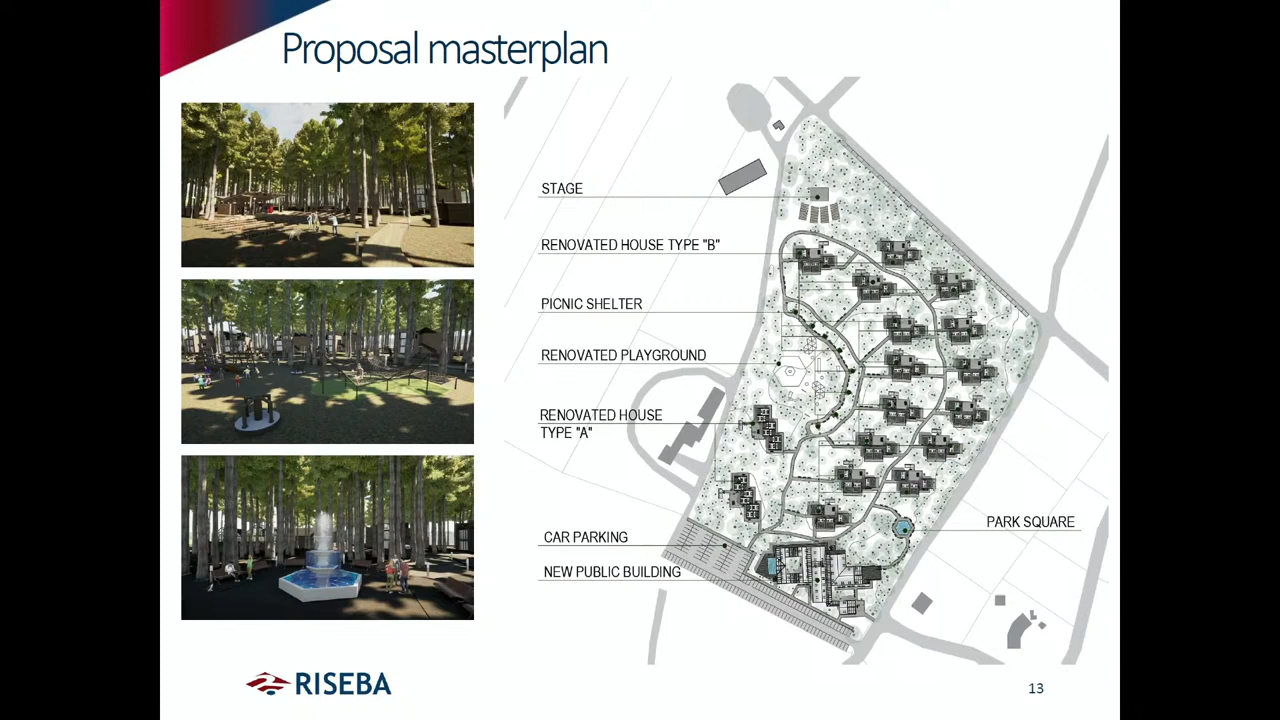 Proposal masterplan
STAGE
RENOVATED HOUSE TYPE "B"
PICNIC SHELTER
RENOVATED PLAYGROUND
RENOVATED HOUSE
TYPE "A"
PARK SQUARE
CAR PARKING
NEW PUBLIC BUILDING
RISEBA
13